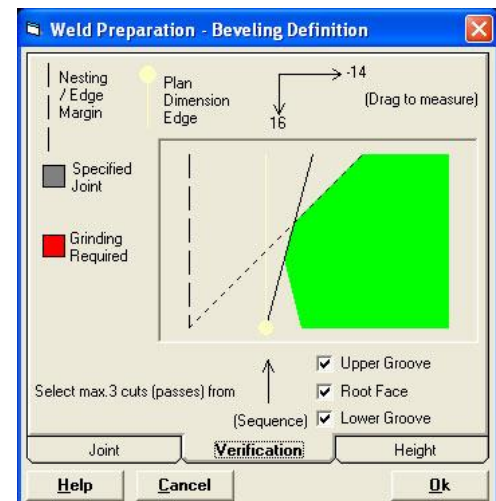 Weld Preparation - Beveling Definition
Nesting
/ Edge
Margin
Plan
Dimension
Edge
-14
16
(Drag to measure)
Specified
Joint
Grinding
Required
Select max.3 cuts (passes) from
(Sequence)
Upper Groove
Root Face
Lower Groove
Joint
Verification
Height
Help
Cancel
Ok